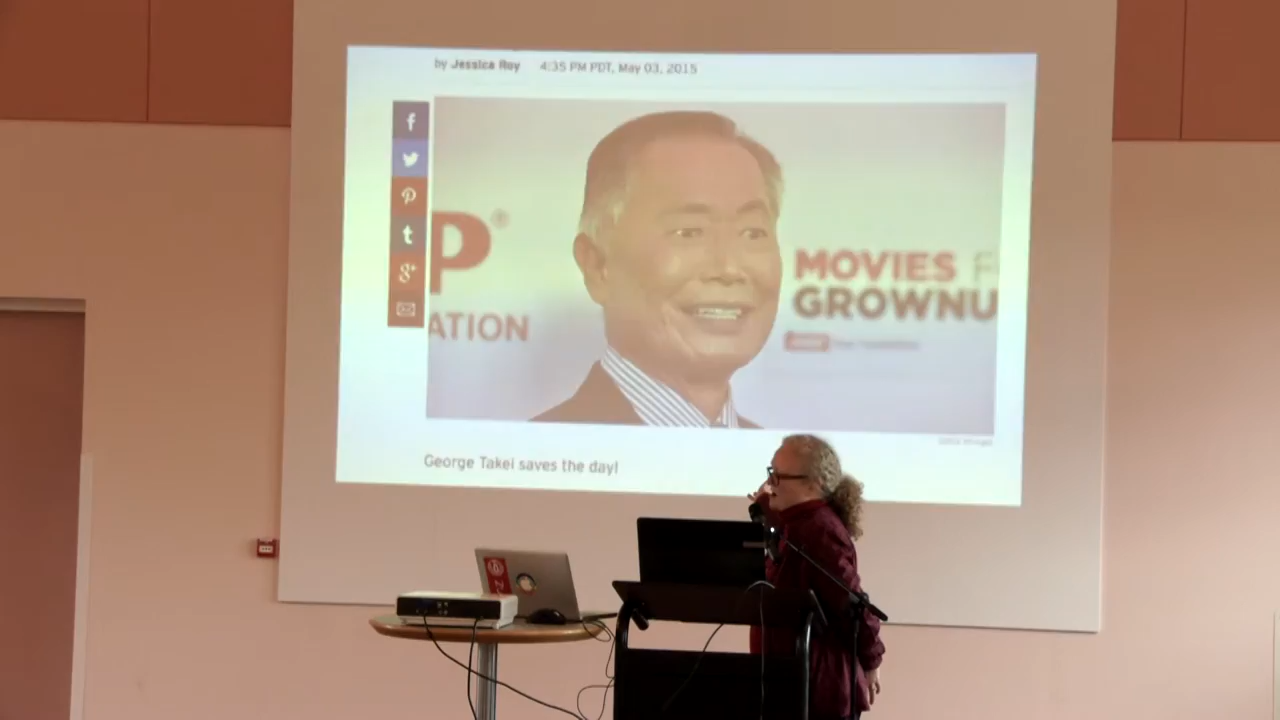 by Jessica Roy 4:35 PM PDT, May 03, 2015
f
P®
t
g+
MOVIES F
GROWNU
ATION
George Takei saves the day!